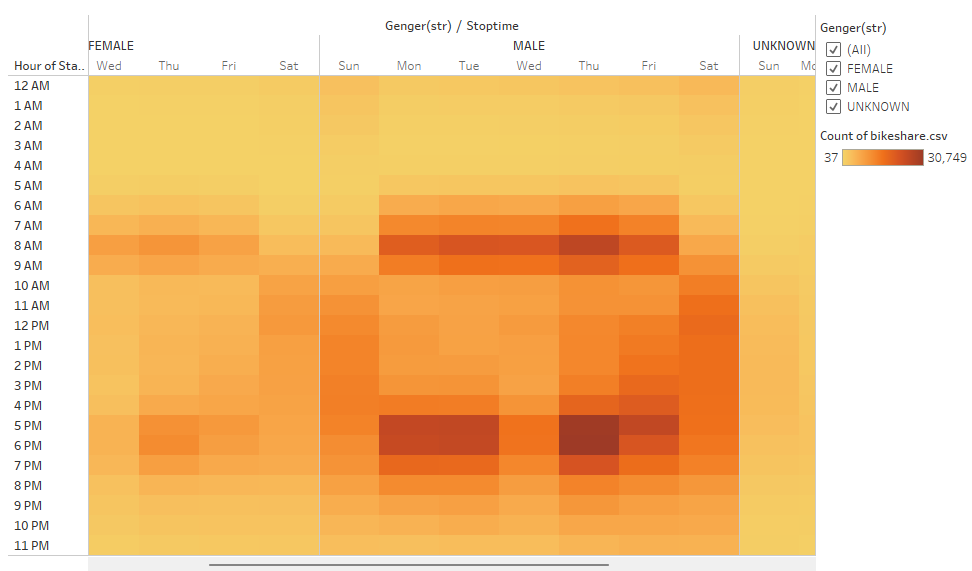 Genger(str) / Stoptime
FEMALE MALE UNKNOWN
Hour of Sta.. Wed Thu Fri Sat Sun Mon Tue Wed Thu Fri Sat Sun Mo
12 AM
1 AM
2 AM
3 AM
4 AM
5 AM
6 AM
7 AM
8 AM
9 AM
10 AM
11 AM
12 PM
1 PM
2 PM
3 PM
4 PM
5 PM
6 PM
7 PM
8 PM
9 PM
10 PM
11 PM
Genger(str)
(All)
FEMALE
MALE
UNKNOWN
Count of bikeshare.csv
37 30,749